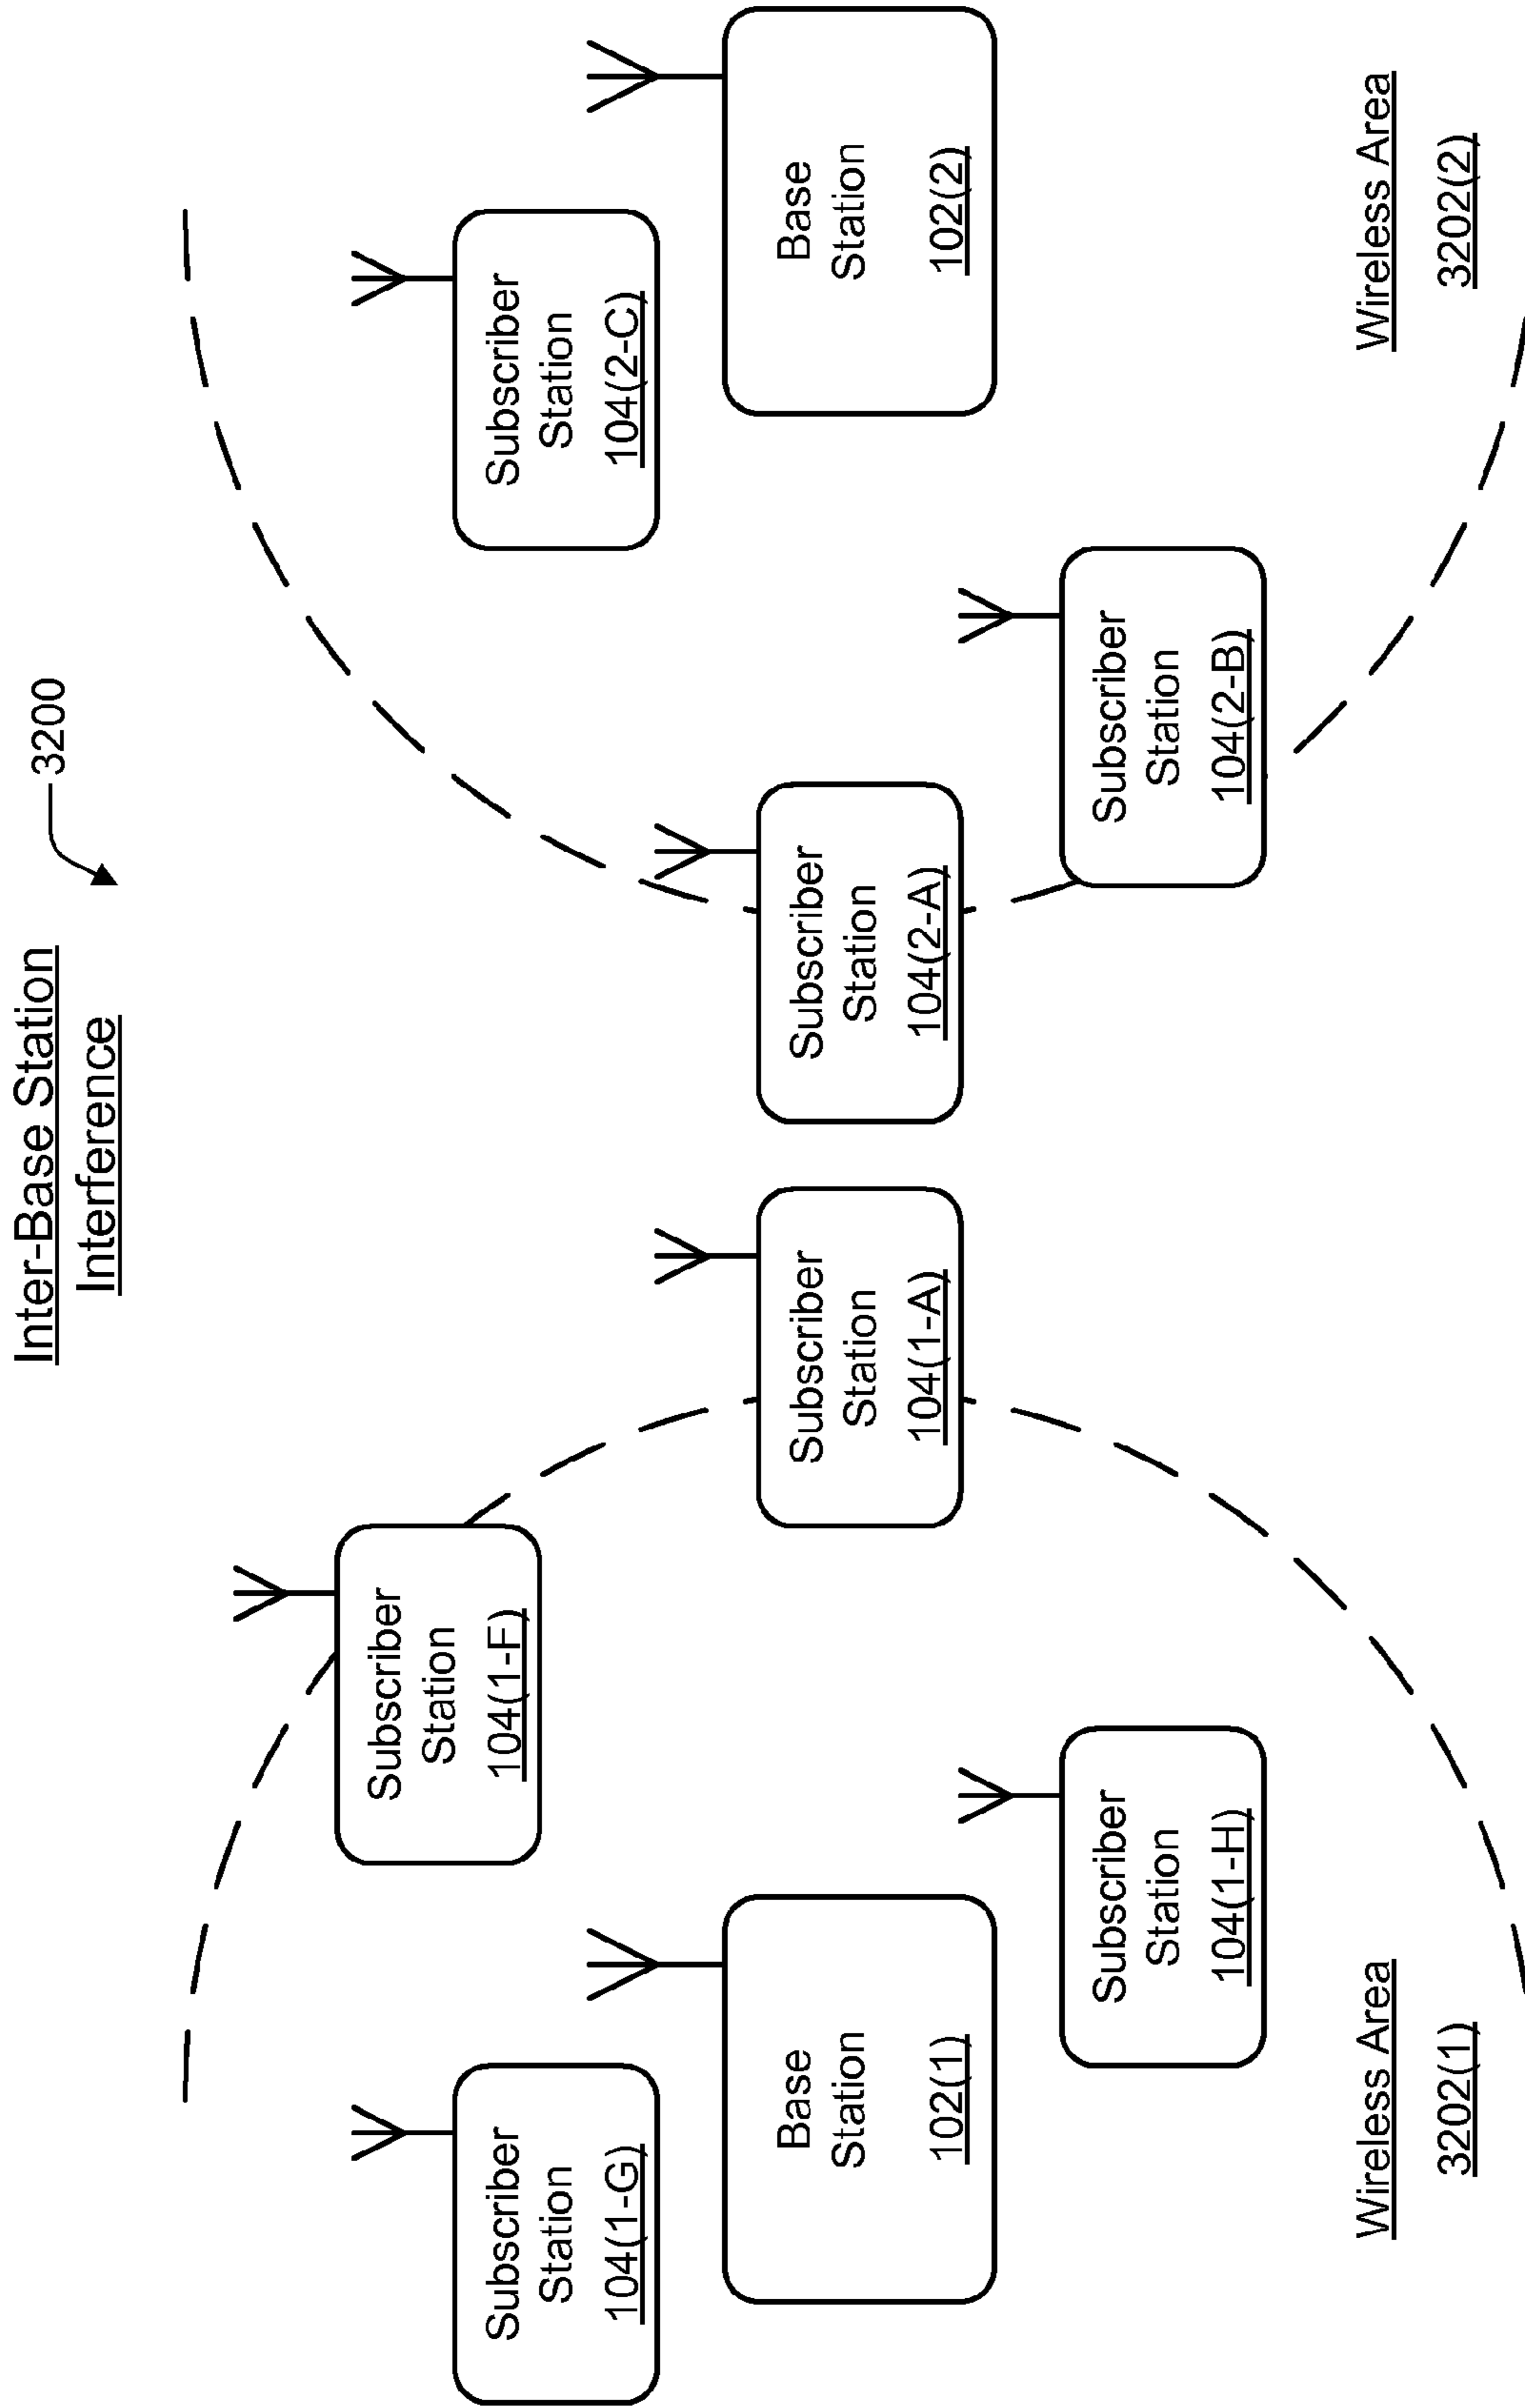 Inter-Base Station
Interference
3200
Subscriber
Station
104(1-G)
Base
Station
102(1)
Subscriber
Station
104(1-F)
Subscriber
Station
104(1-H)
Subscriber
Station
104(1-A)
Subscriber
Station
104(2-A)
Subscriber
Station
104(2-B)
Subscriber
Station
104(2-C)
Base
Station
102(2)
Wireless Area
3202(1)
Wireless Area
3202(2)